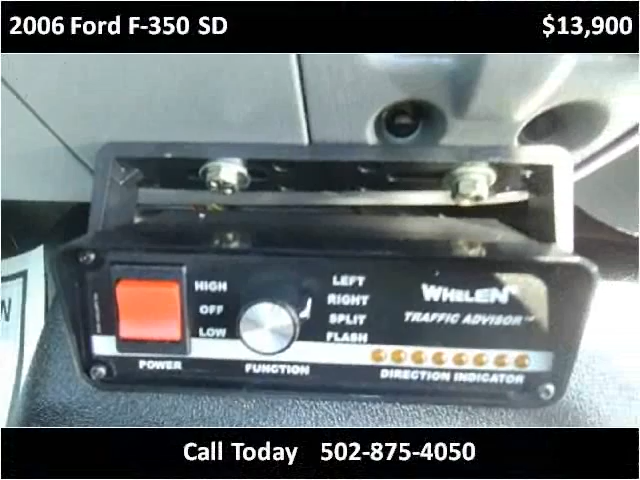 2006 Ford F-350 SD $13,900
HIGH
OFF
LOW
LEFT
RIGHT
SPLIT
FLASH
WHELEN
TRAFFIC ADVISOR™
POWER
FUNCTION
DIRECTION INDICATOR
Call Today 502-875-4050